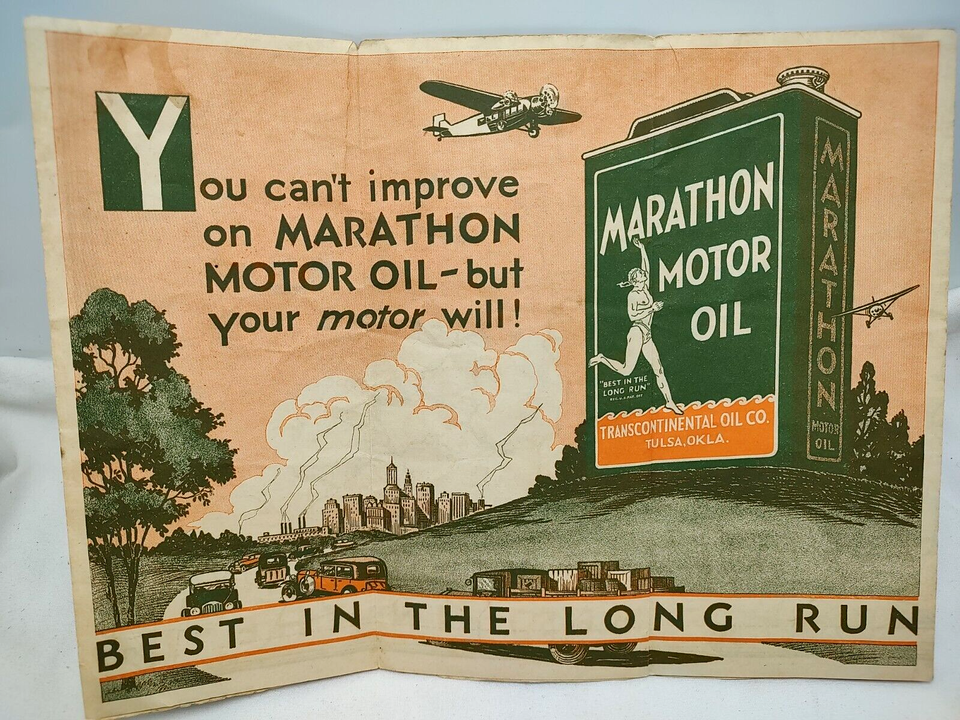 You can't improve
on MARATHON
MOTOR OIL - but
your motor will!
MARATHON
MOTOR
OIL
"BEST IN THE
LONG RUN"
TRANSCONTINENTAL OIL CO.
TULSA, OKLA.
MARATHON
MOTOR
OIL
BEST IN THE LONG RUN